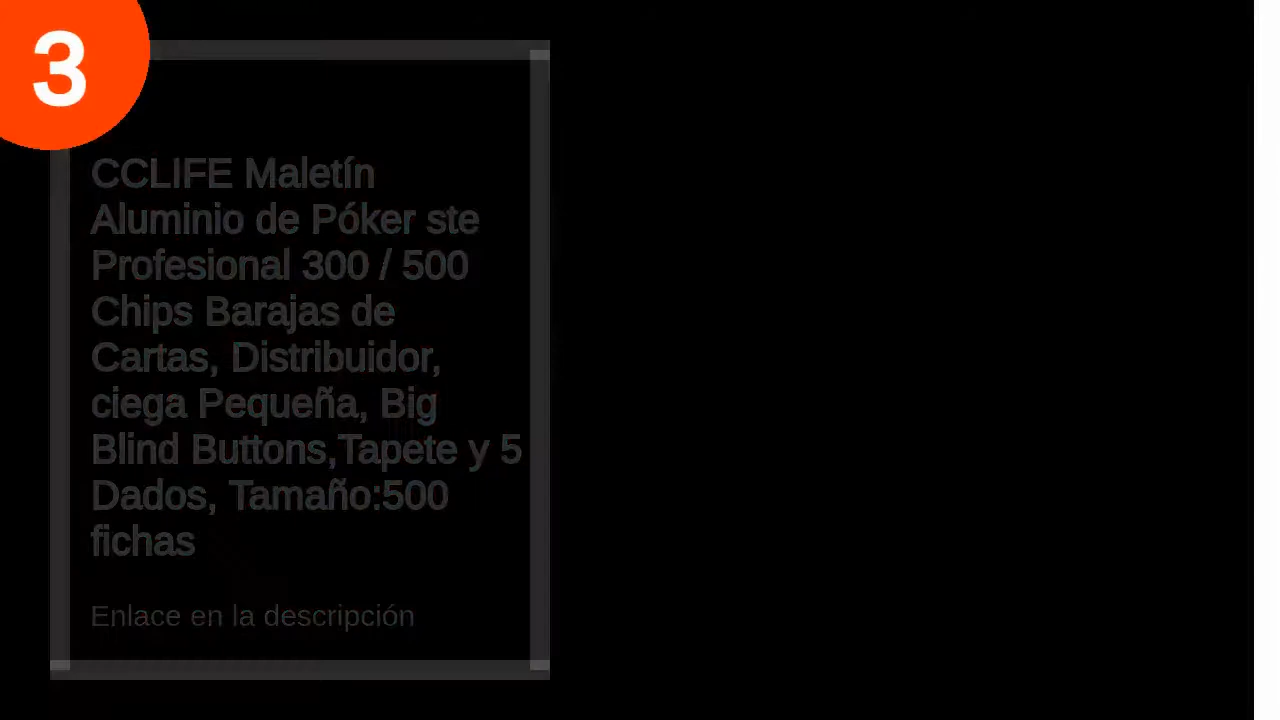 3
CCLIFE Maletín
Aluminio de Póker ste
Profesional 300 / 500
Chips Barajas de
Cartas, Distribuidor,
ciega Pequeña, Big
Blind Buttons,Tapete y 5
Dados, Tamaño:500
fichas
Enlace en la descripción